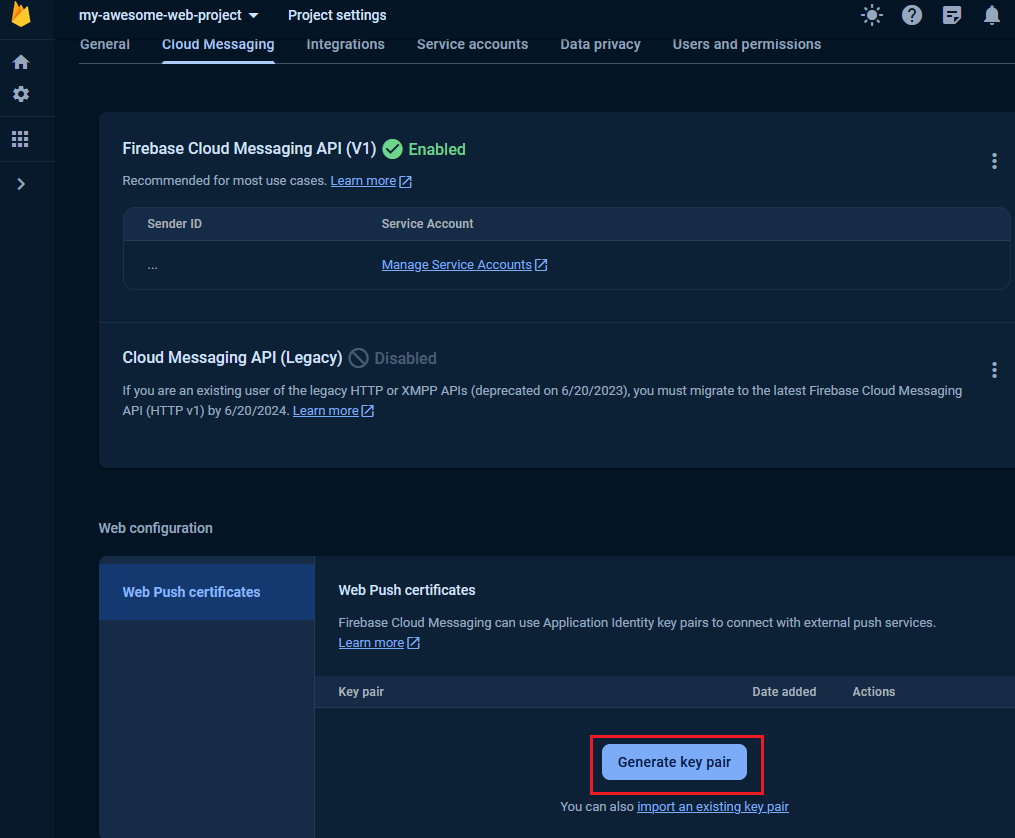 my-awesome-web-project Project settings
General Cloud Messaging Integrations Service accounts Data privacy Users and permissions
Firebase Cloud Messaging API (V1) Enabled
Recommended for most use cases. Learn more
Sender ID Service Account
... Manage Service Accounts
Cloud Messaging API (Legacy) Disabled
If you are an existing user of the legacy HTTP or XMPP APIs (deprecated on 6/20/2023), you must migrate to the latest Firebase Cloud Messaging
API (HTTP v1) by 6/20/2024. Learn more
Web configuration
Web Push certificates
Web Push certificates
Firebase Cloud Messaging can use Application Identity key pairs to connect with external push services.
Learn more
Key pair Date added Actions
Generate key pair
You can also import an existing key pair